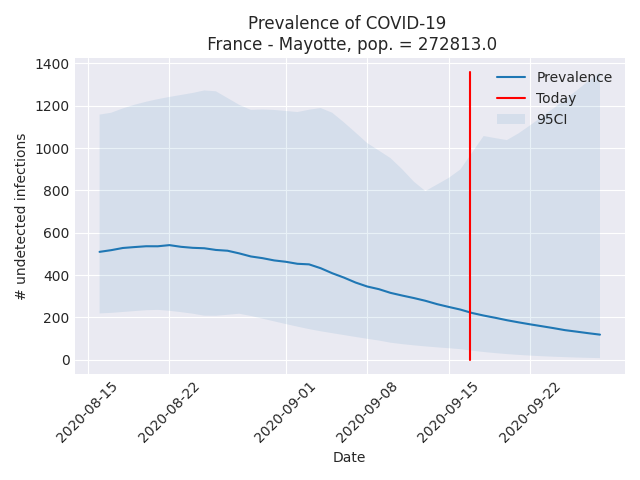 Prevalence of COVID-19
France - Mayotte, pop. = 272813.0
# undetected infections
1400
1200
1000
800
600
400
200
0
Prevalence
Today
95CI
2020-08-15
2020-08-22
2020-09-01
2020-09-08
2020-09-15
2020-09-22
Date